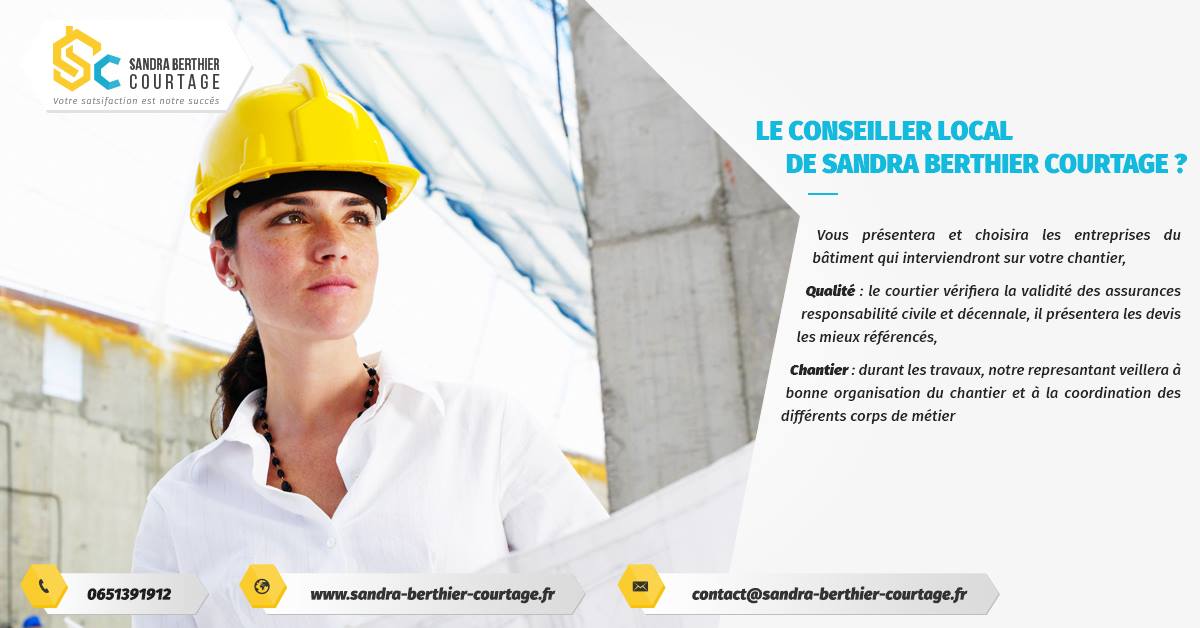 SANDRA BERTHIER
COURTAGE
Votre satsifaction est notre succés
LE CONSEILLER LOCAL
DE SANDRA BERTHIER COURTAGE ?
Vous présentera et choisira les entreprises du
bâtiment qui interviendront sur votre chantier,
Qualité : le courtier vérifiera la validité des assurances
responsabilité civile et décennale, il présentera les devis
les mieux référencés,
Chantier : durant les travaux, notre represantant veillera à
bonne organisation du chantier et à la coordination des
différents corps de métier
0651391912
www.sandra-berthier-courtage.fr
contact@sandra-berthier-courtage.fr